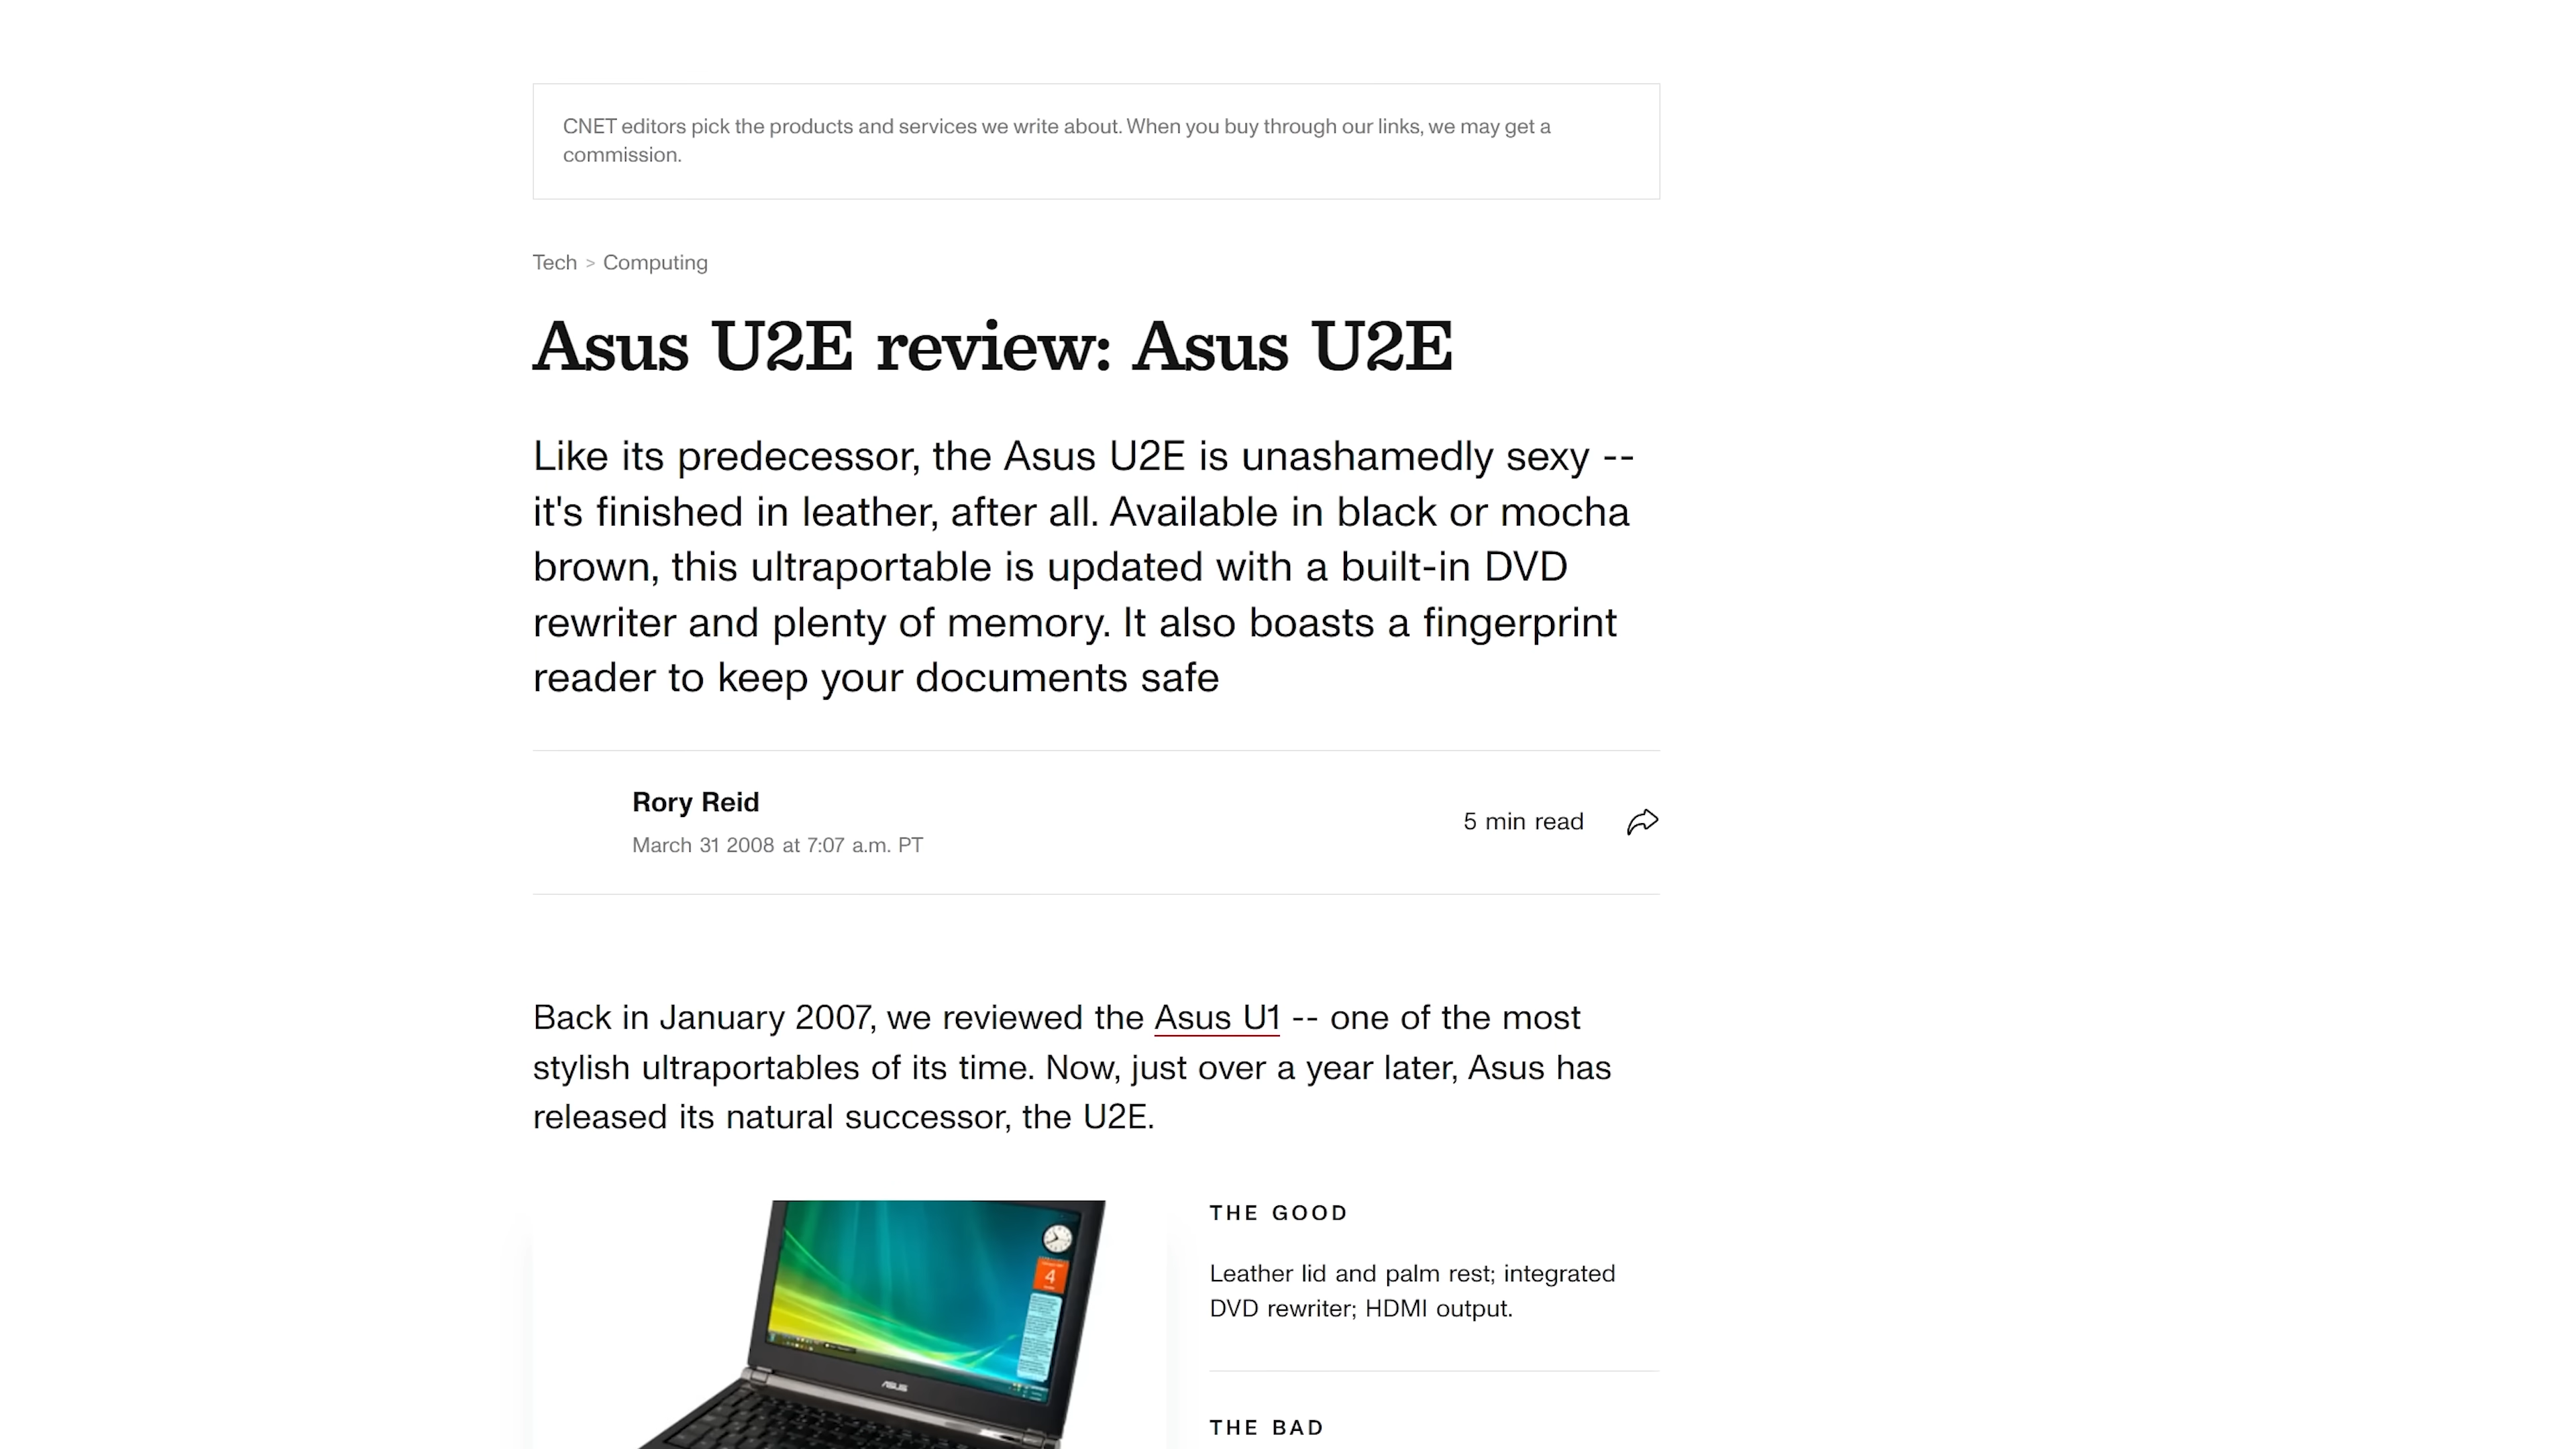 CNET editors pick the products and services we write about. When you buy through our links, we may get a
commission.
Tech > Computing
Asus U2E review: Asus U2E
Like its predecessor, the Asus U2E is unashamedly sexy --
it's finished in leather, after all. Available in black or mocha
brown, this ultraportable is updated with a built-in DVD
rewriter and plenty of memory. It also boasts a fingerprint
reader to keep your documents safe
Rory Reid
March 31 2008 at 7:07 a.m. PT
5 min read
Back in January 2007, we reviewed the Asus U1 -- one of the most
stylish ultraportables of its time. Now, just over a year later, Asus has
released its natural successor, the U2E.
4
ASUS
THE GOOD
Leather lid and palm rest; integrated
DVD rewriter; HDMI output.
THE BAD